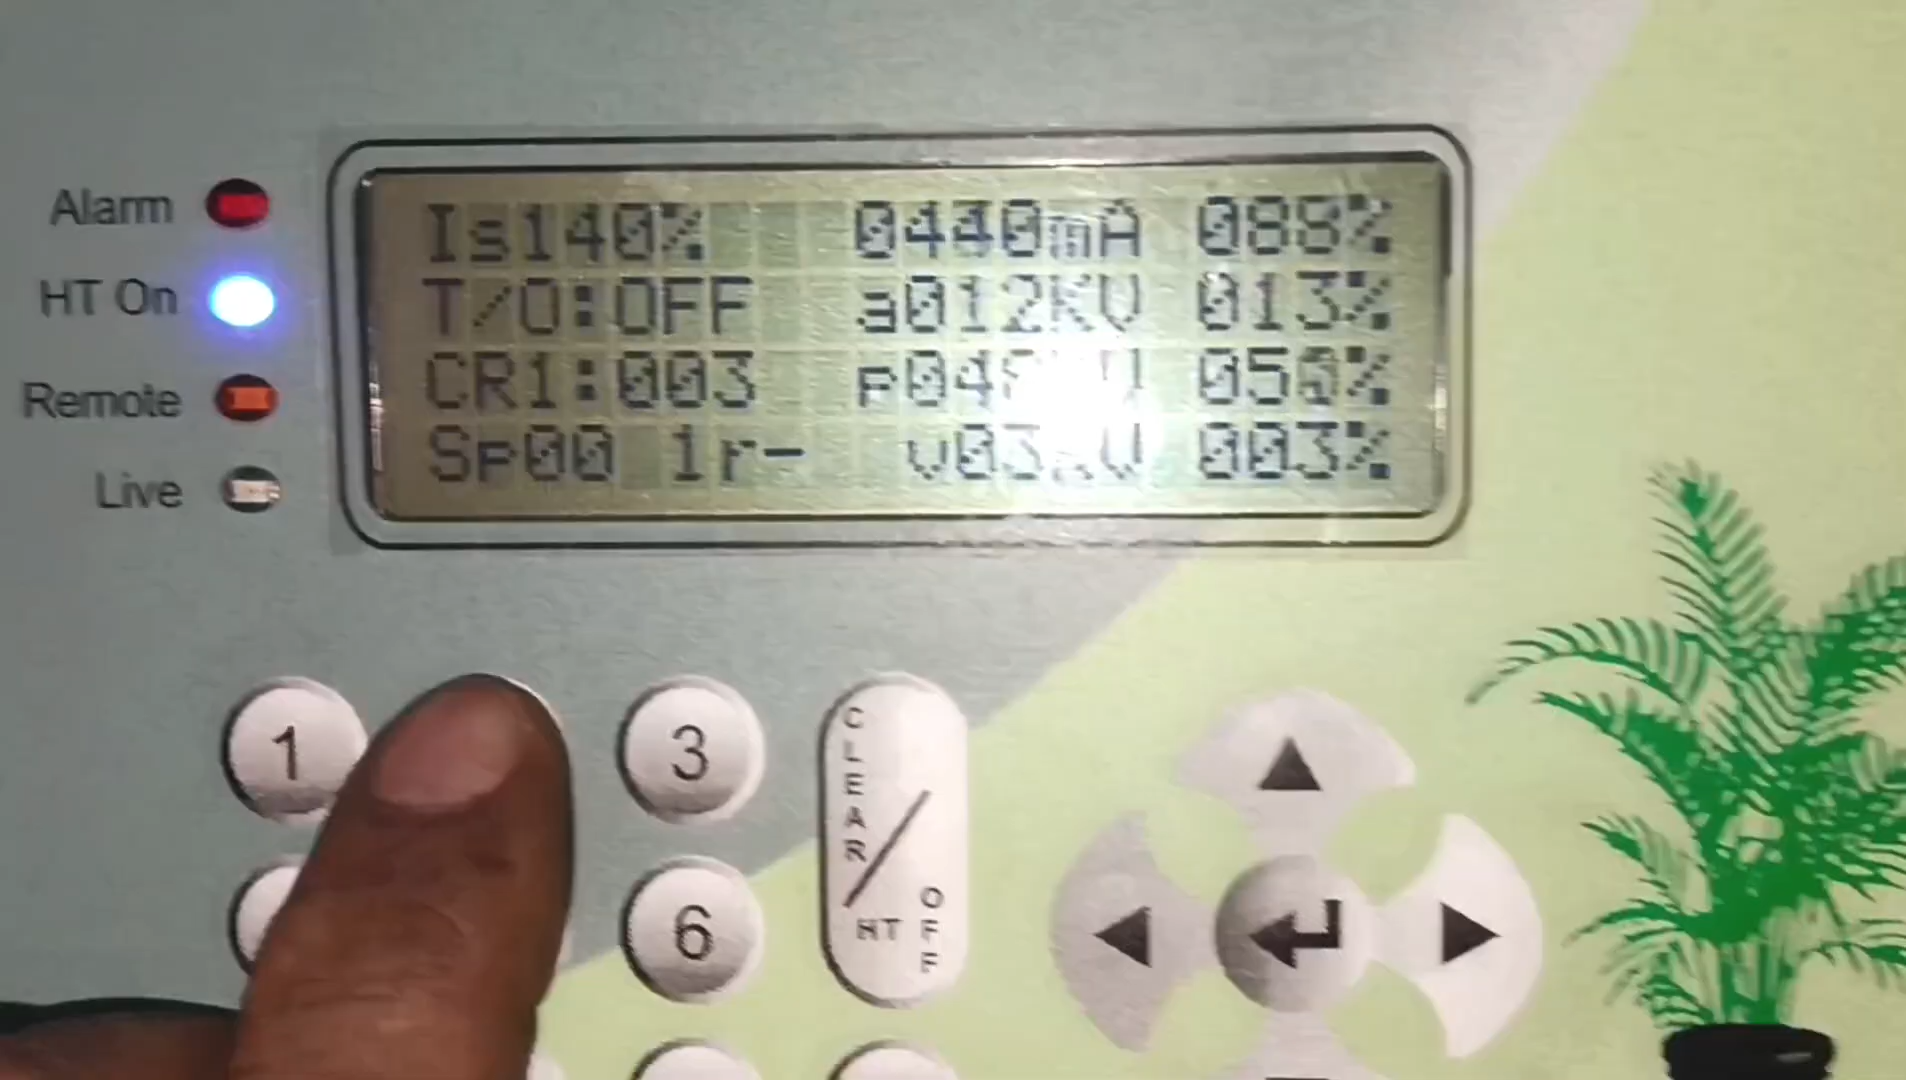 Alarm
HT On
Remote
Live
Is140% 0440mA 088%
T/O:OFF a012KV 013%
CR1:003 050%
Sp00 1r- 003%
1
3
6
CLEAR/HT OFF